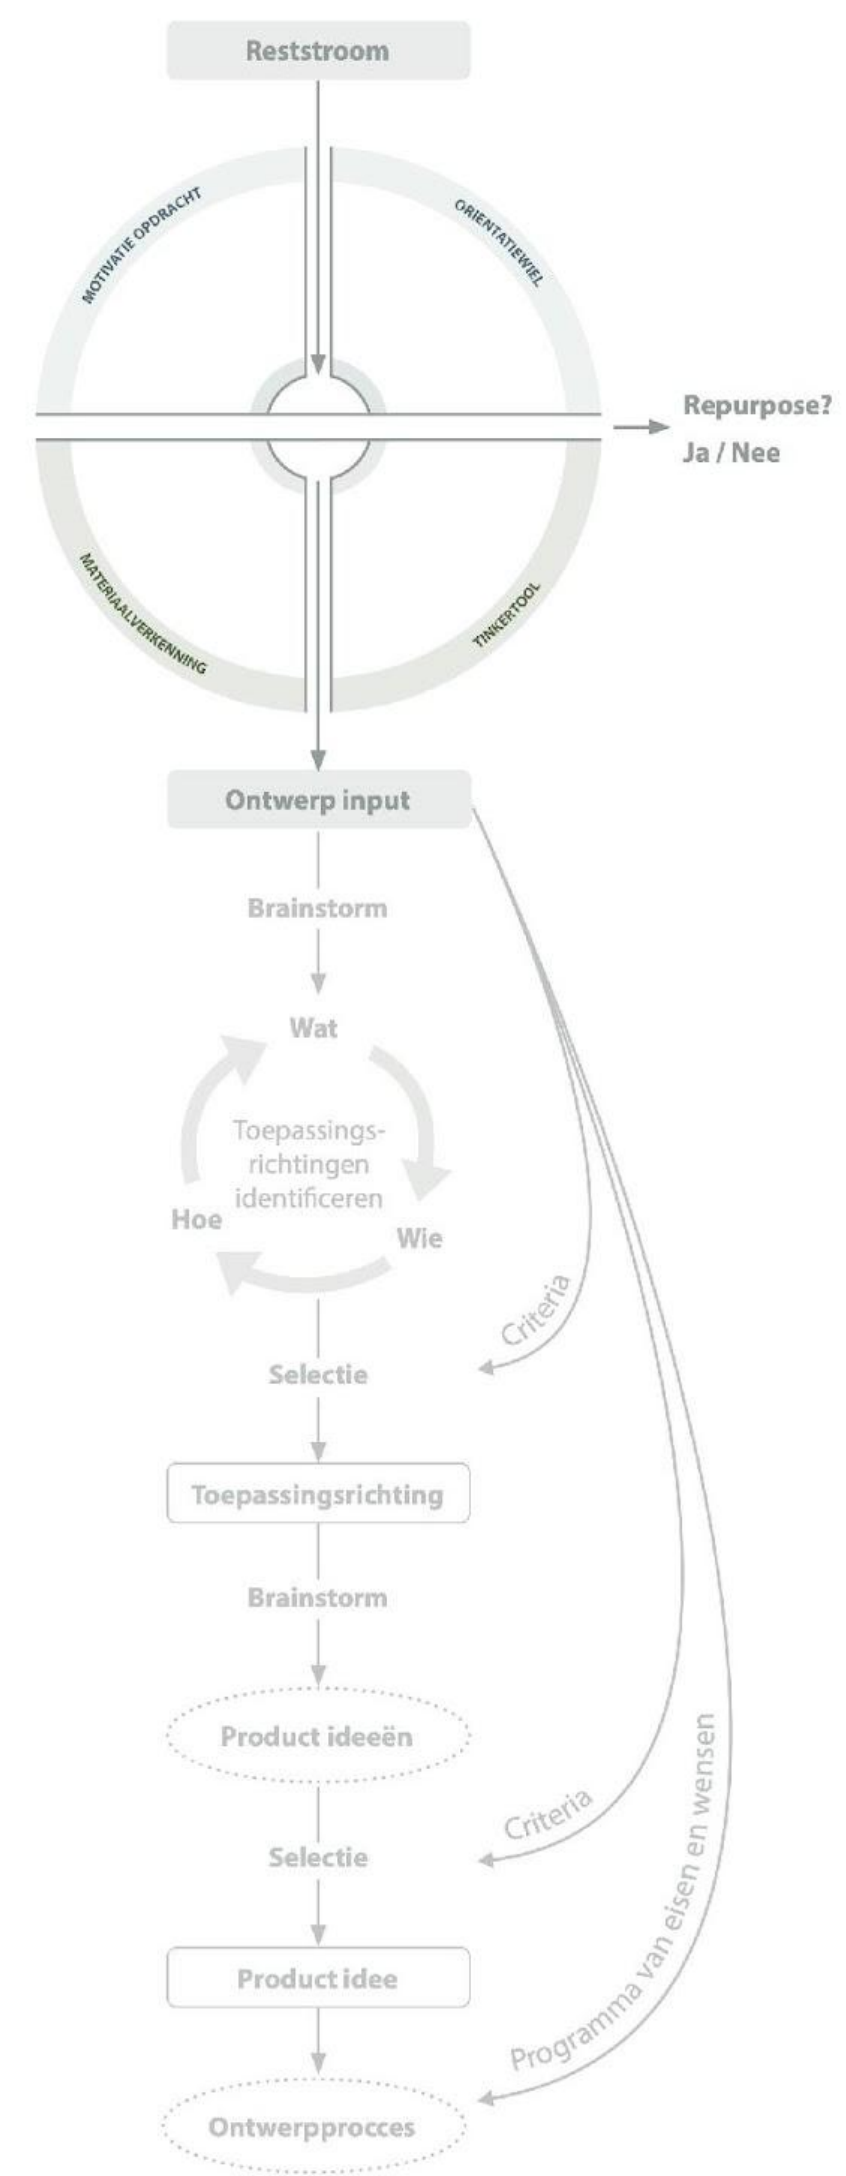 Reststroom
MOTIVATIE OPDRACHT
ORIENTATIEWIEL
Repurpose?
Ja / Nee
MATERIAALVERKENNING
TINKERTOOL
Ontwerp input
Brainstorm
Wat
Toepassings-
richtingen
identificeren
Hoe
Wie
Criteria
Selectie
Toepassingsrichting
Brainstorm
Product ideeën
Criteria
Selectie
Programma van eisen en wensen
Product idee
Ontwerpprocces